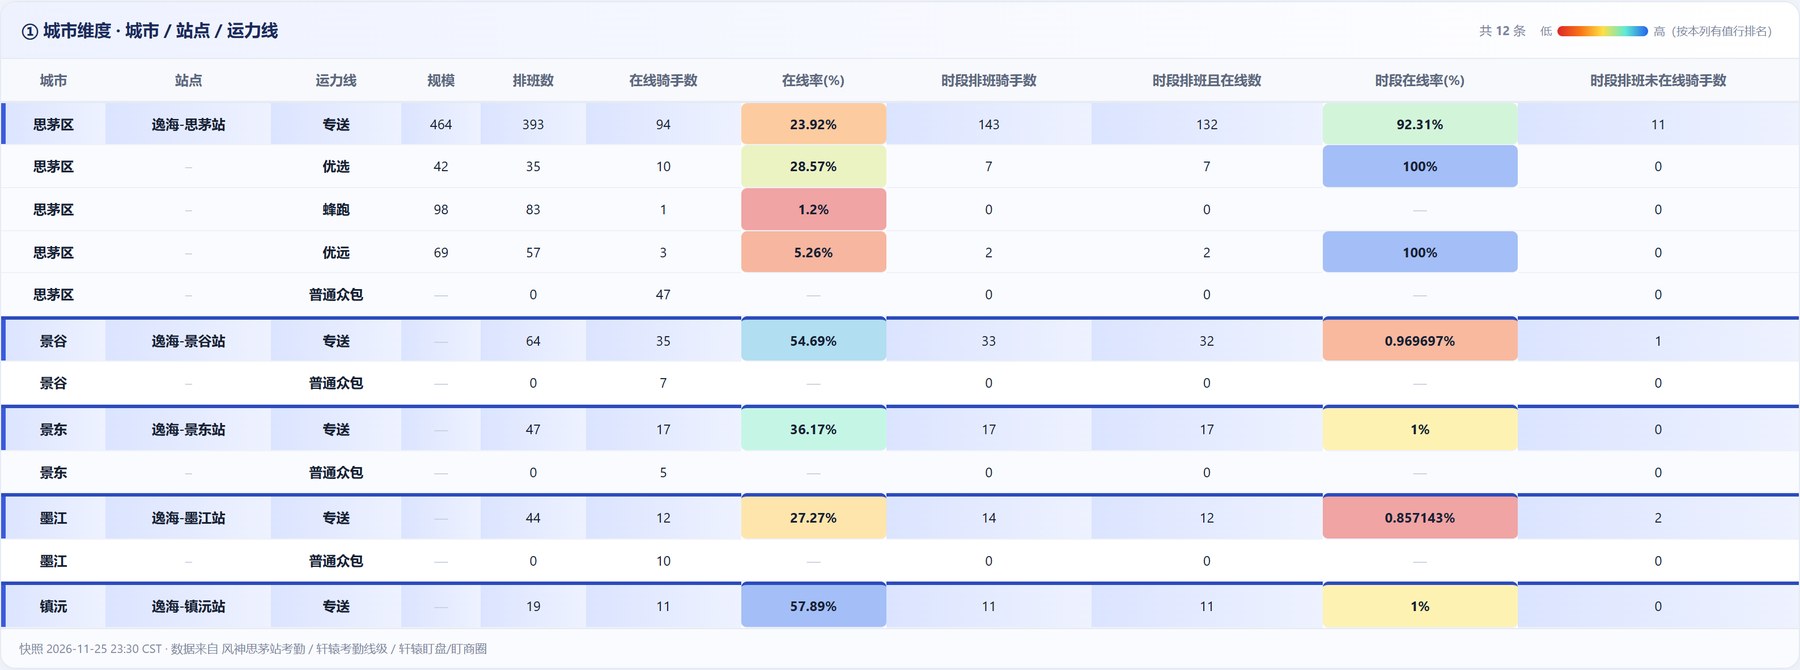 ① 城市维度 · 城市 / 站点 / 运力线
共 12 条 低 高 (按本列有值行排名)
城市 站点 运力线 规模 排班数 在线骑手数 在线率(%) 时段排班骑手数 时段排班且在线数 时段在线率(%) 时段排班未在线骑手数
思茅区 逸海-思茅站 专送 464 393 94 23.92% 143 132 92.31% 11
思茅区 – 优选 42 35 10 28.57% 7 7 100% 0
思茅区 – 蜂跑 98 83 1 1.2% 0 0 — 0
思茅区 – 优远 69 57 3 5.26% 2 2 100% 0
思茅区 – 普通众包 — 0 47 — 0 0 — 0
景谷 逸海-景谷站 专送 — 64 35 54.69% 33 32 0.969697% 1
景谷 – 普通众包 — 0 7 — 0 0 — 0
景东 逸海-景东站 专送 — 47 17 36.17% 17 17 1% 0
景东 – 普通众包 — 0 5 — 0 0 — 0
墨江 逸海-墨江站 专送 — 44 12 27.27% 14 12 0.857143% 2
墨江 – 普通众包 — 0 10 — 0 0 — 0
镇沅 逸海-镇沅站 专送 — 19 11 57.89% 11 11 1% 0
快照 2026-11-25 23:30 CST · 数据来自 风神思茅站考勤 / 轩辕考勤线级 / 轩辕盯盘/盯商圈